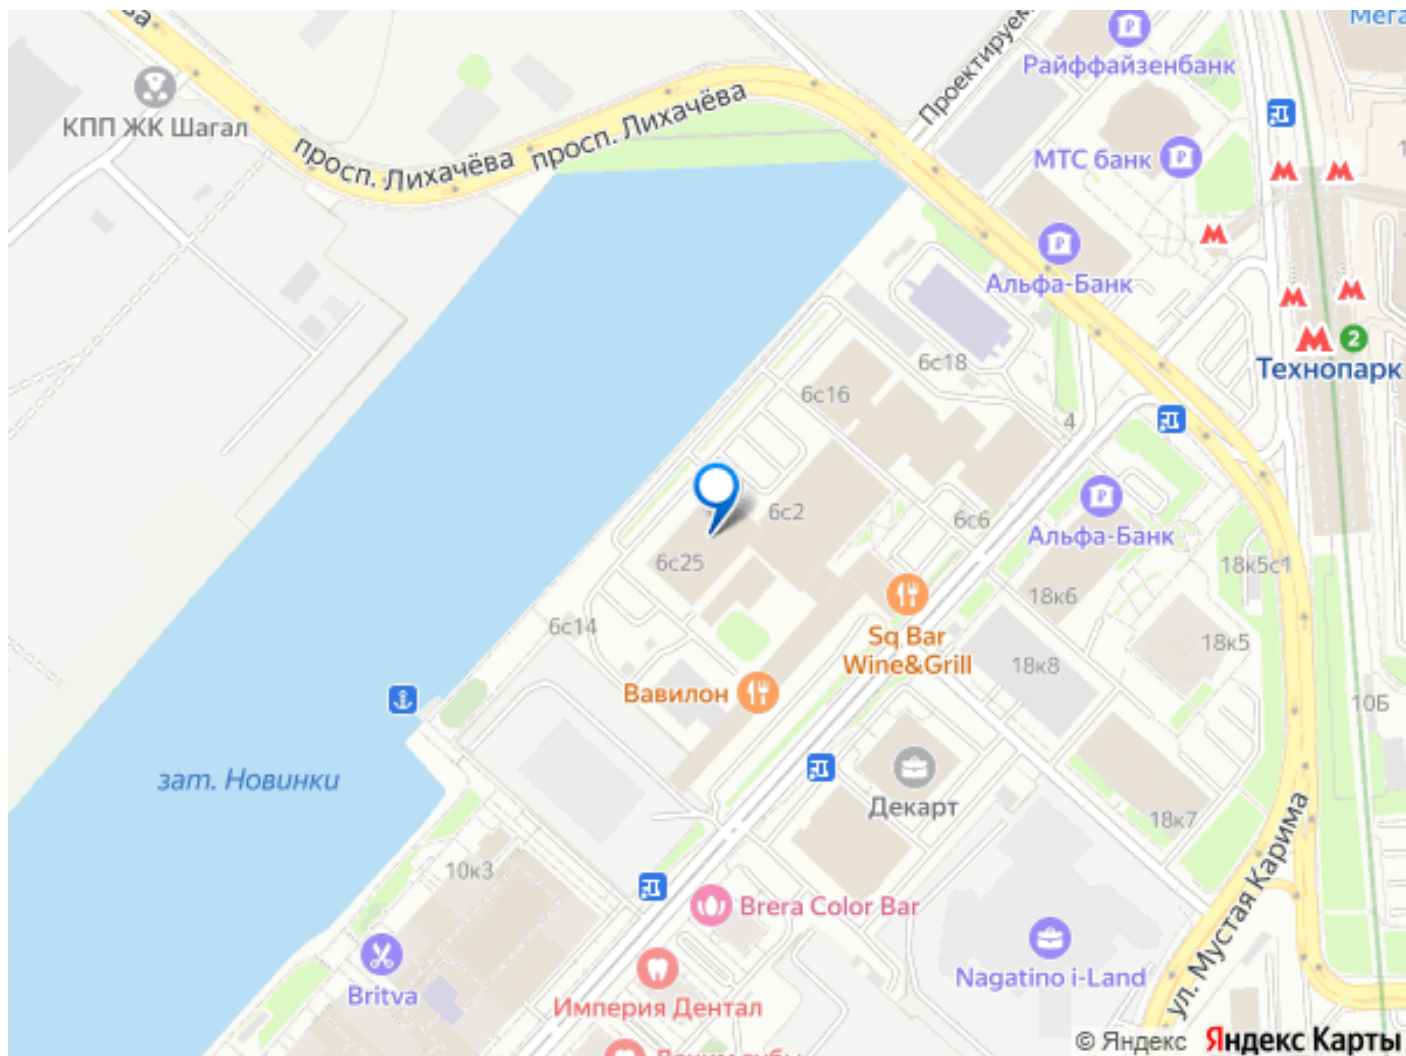 Мега
Райффайзенбанк
КПП ЖК Шагал
просп. Лихачёва
просп. Лихачёва
МТС банк
Альфа-Банк
2
Технопарк
6с18
6с16
4
6с2
6с6
6с25
Альфа-Банк
18к5с1
18к6
6с14
Sq Bar
Wine&Grill
18к8
18к5
Вавилон
10Б
зат. Новинки
Декарт
18к7
10к3
ул. Мустая Карима
Brera Color Bar
Britva
Империя Дентал
Nagatino i-Land
© Яндекс Яндекс Карты